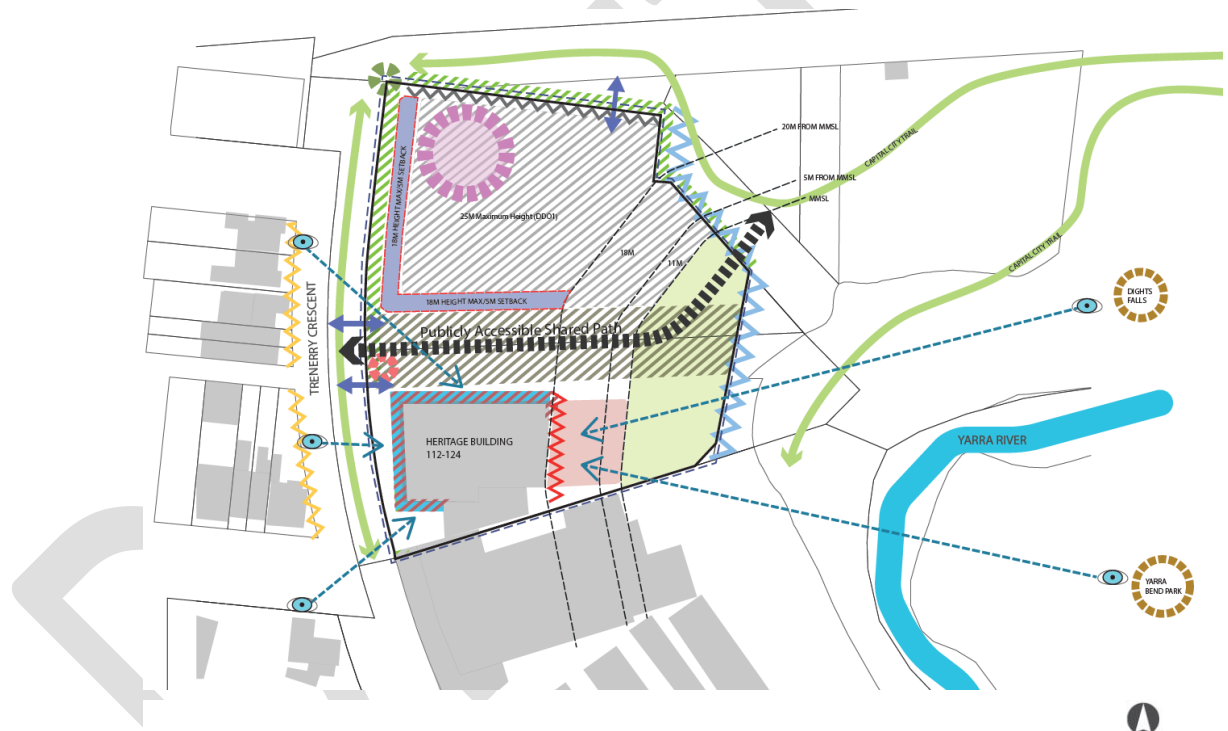 20M FROM MMSL
CAPITAL CITY TRAIL
5M FROM MMSL
18M HEIGHT MAX/5M SETBACK
MMSL
25M Maximum Height (DDO1)
18M
11M
CAPITAL CITY TRAIL
DIGHTS
FALLS
18M HEIGHT MAX/5M SETBACK
Publicly Accessible Shared Path
TRENERRY CRESCENT
HERITAGE BUILDING
112-124
YARRA RIVER
YARRA
BEND PARK